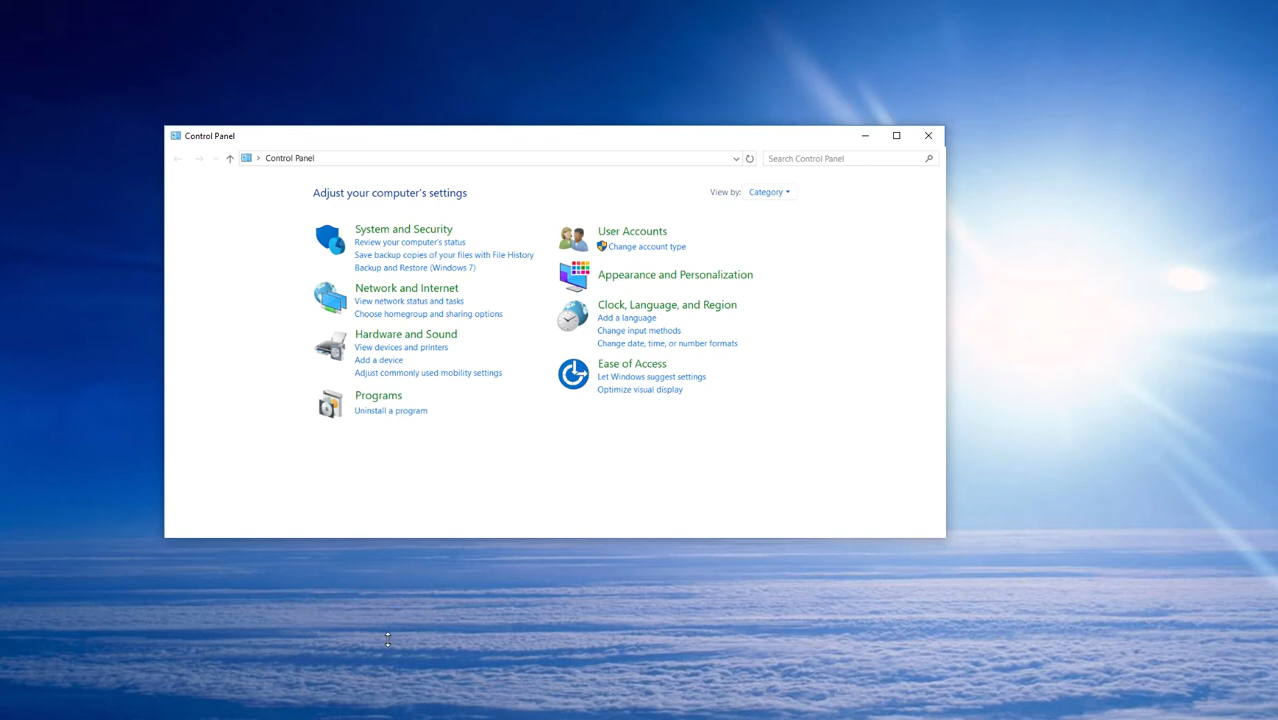 Control Panel
Control Panel
Search Control Panel
Adjust your computer's settings
View by: Category
System and Security
Review your computer's status
Save backup copies of your files with File History
Backup and Restore (Windows 7)
Network and Internet
View network status and tasks
Choose homegroup and sharing options
Hardware and Sound
View devices and printers
Add a device
Adjust commonly used mobility settings
Programs
Uninstall a program
User Accounts
Change account type
Appearance and Personalization
Clock, Language, and Region
Add a language
Change input methods
Change date, time, or number formats
Ease of Access
Let Windows suggest settings
Optimize visual display